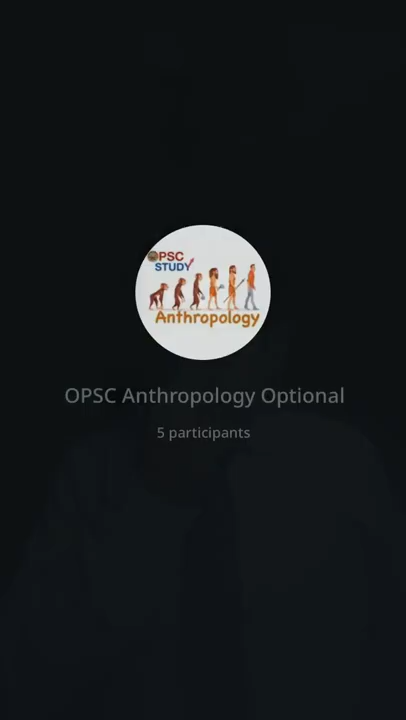 OPSC
STUDY
Anthropology
OPSC Anthropology Optional
5 participants